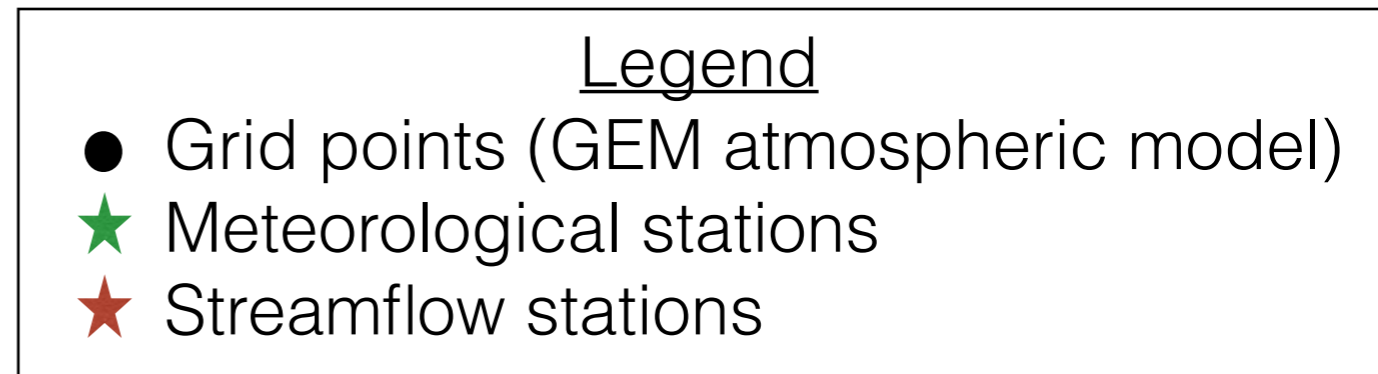 Legend
Grid points (GEM atmospheric model)
Meteorological stations
Streamflow stations